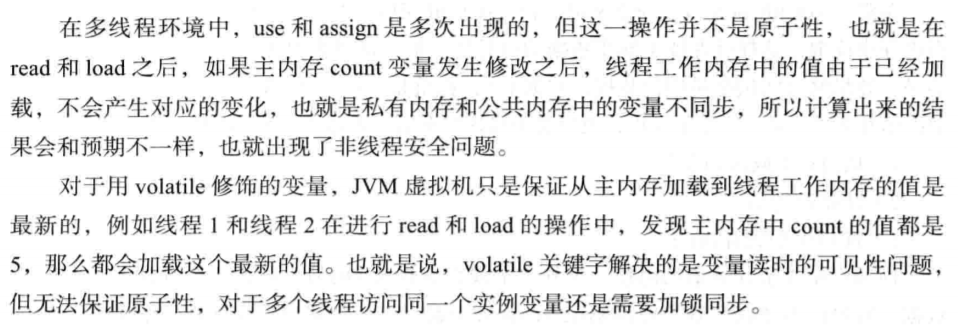 在多线程环境中，use 和 assign 是多次出现的，但这一操作并不是原子性，也就是在
read 和 load 之后，如果主内存 count 变量发生修改之后，线程工作内存中的值由于已经加
载，不会产生对应的变化，也就是私有内存和公共内存中的变量不同步，所以计算出来的结
果会和预期不一样，也就出现了非线程安全问题。
对于用 volatile 修饰的变量，JVM 虚拟机只是保证从主内存加载到线程工作内存的值是
最新的，例如线程 1 和线程 2 在进行 read 和 load 的操作中，发现主内存中 count 的值都是
5，那么都会加载这个最新的值。也就是说，volatile 关键字解决的是变量读时的可见性问题，
但无法保证原子性，对于多个线程访问同一个实例变量还是需要加锁同步。